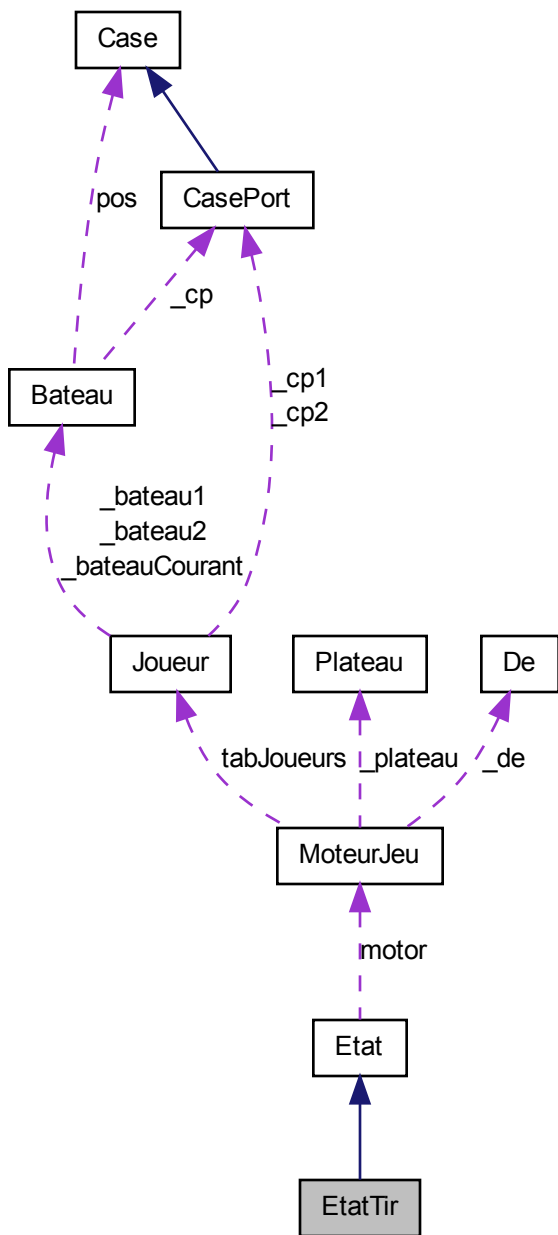 Case
pos
CasePort
_cp
_cp1
_cp2
Bateau
_bateau1
_bateau2
_bateauCourant
Joueur
Plateau
De
tabJoueurs
_plateau
_de
MoteurJeu
motor
Etat
EtatTir